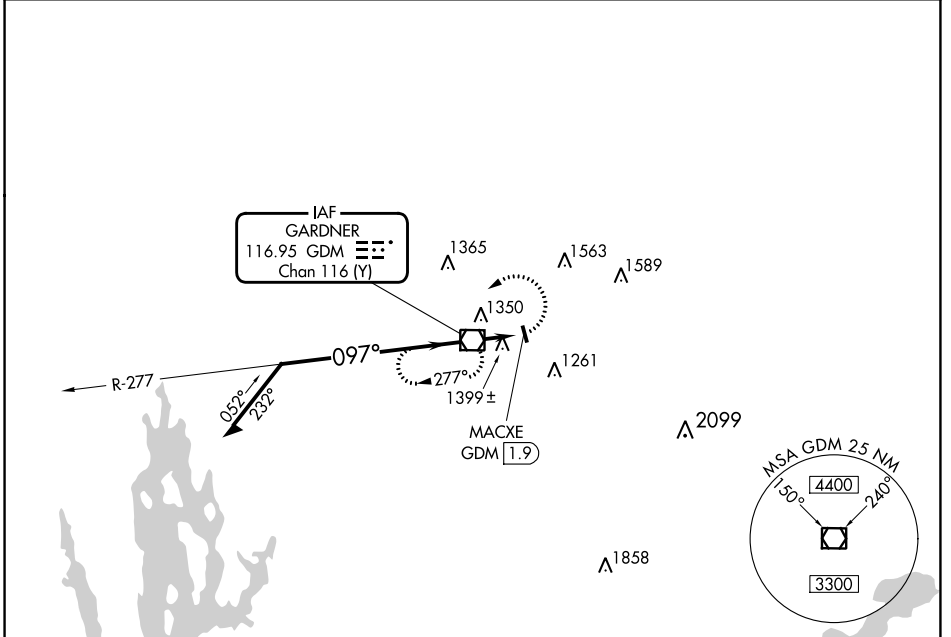 IAF
GARDNER
116.95 GDM
Chan 116 (Y)
1365
1563
1589
1350
097°
R-277
277°
1399 ±
1261
052°
232°
MACXE
GDM 1.9
2099
1858
MSA GDM 25 NM
150°
4400
240°
3300